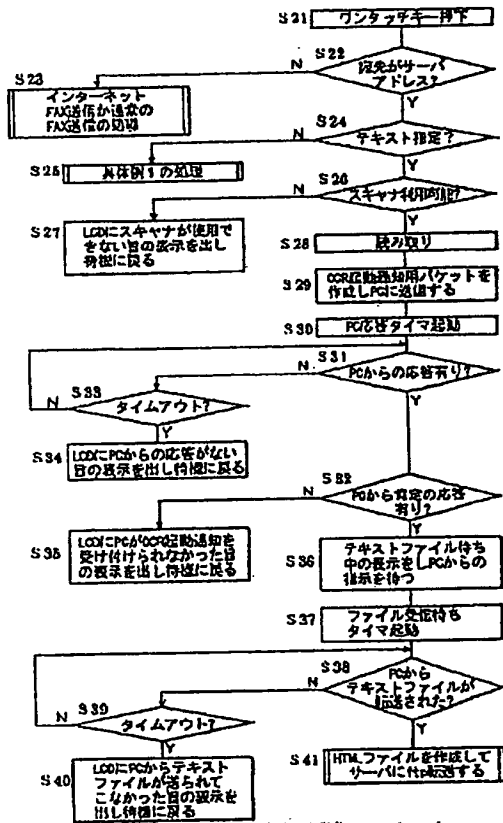 S21
ワンタッチキー押下
S22
宛先がサーバ
アドレス?
N
Y
S23
インターネット
FAX送信か通常の
FAX送信の処理
S24
テキスト指定?
N
Y
S25
具体例1の処理
S26
スキャナ利用可能?
N
Y
S27
LCDにスキャナが使用で
きない旨の表示を出し
待機に戻る
S28
読み取り
S29
OCR起動通知用パケットを
作成しPCに送信する
S30
PC応答タイマ起動
S31
PCからの応答有り?
N
Y
S33
タイムアウト?
N
Y
S34
LCDにPCからの応答がない
旨の表示を出し待機に戻る
S32
PCから肯定の応答
有り?
N
Y
S35
LCDにPCがOCR起動通知を
受け付けられなかった旨
の表示を出し待機に戻る
S36
テキストファイル待ち
中の表示をしPCからの
指示を待つ
S37
ファイル受信待ち
タイマ起動
S38
PCから
テキストファイルが
転送された?
N
Y
S39
タイムアウト?
N
Y
S40
LCDにPCからテキスト
ファイルが送られて
こなかった旨の表示を
出し待機に戻る
S41
HTMLファイルを作成して
サーバにftp転送する